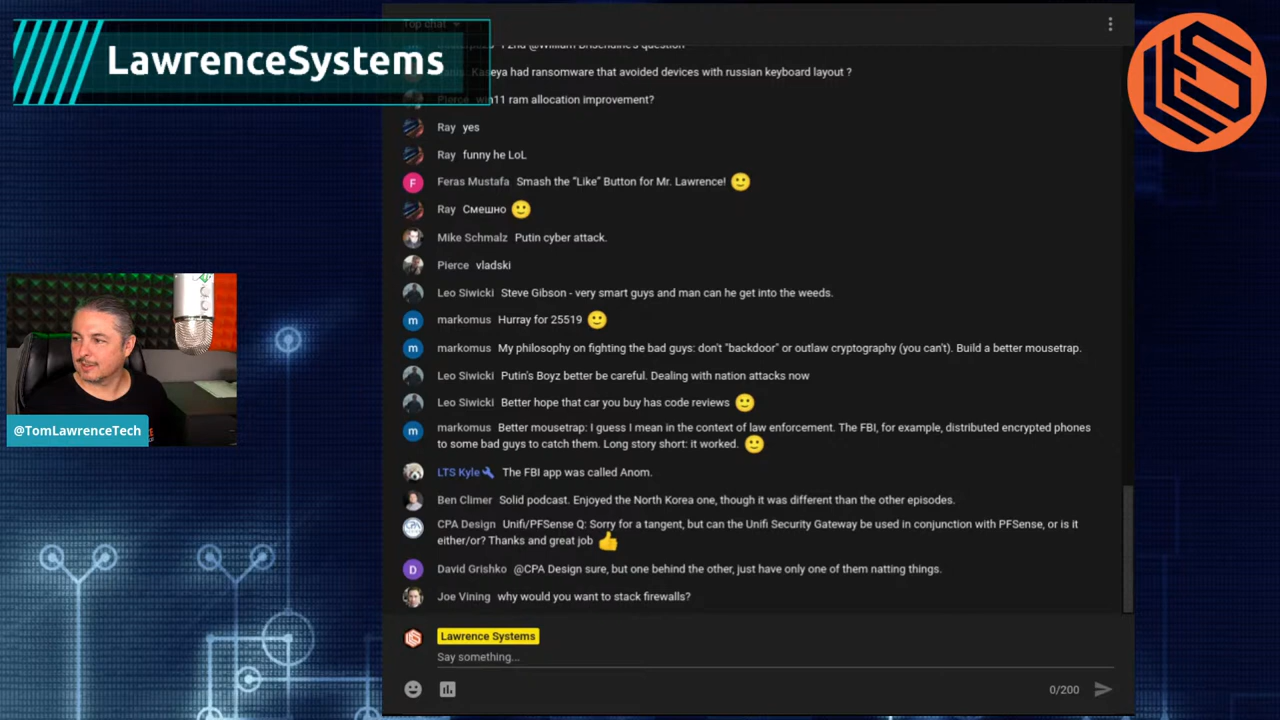 LawrenceSystems
Top chat
@William Brisendine's question
Kaseya had ransomware that avoided devices with russian keyboard layout ?
Pierce win11 ram allocation improvement?
Ray yes
Ray funny he LoL
F Feras Mustafa Smash the “Like” Button for Mr. Lawrence! 🙂
Ray Смешно 🙂
Mike Schmalz Putin cyber attack.
Pierce vladski
Leo Siwicki Steve Gibson - very smart guys and man can he get into the weeds.
m markomus Hurray for 25519 🙂
m markomus My philosophy on fighting the bad guys: don't "backdoor" or outlaw cryptography (you can't). Build a better mousetrap.
Leo Siwicki Putin's Boyz better be careful. Dealing with nation attacks now
Leo Siwicki Better hope that car you buy has code reviews 🙂
m markomus Better mousetrap: I guess I mean in the context of law enforcement. The FBI, for example, distributed encrypted phones
to some bad guys to catch them. Long story short: it worked. 🙂
LTS Kyle The FBI app was called Anom.
Ben Climer Solid podcast. Enjoyed the North Korea one, though it was different than the other episodes.
CPA Design Unifi/PFSense Q: Sorry for a tangent, but can the Unifi Security Gateway be used in conjunction with PFSense, or is it
either/or? Thanks and great job 👍
D David Grishko @CPA Design sure, but one behind the other, just have only one of them natting things.
Joe Vining why would you want to stack firewalls?
Lawrence Systems
Say something...
0/200
@TomLawrenceTech